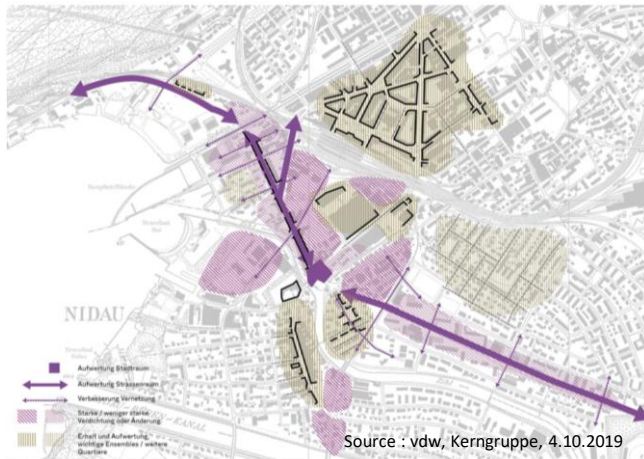 NIDAU
KANAL
Aufwertung Stadtraum
Aufwertung Strassenraum
Verbesserung Vernetzung
Starke / weniger starke
Verdichtung oder Änderung
Erhalt und Aufwertung,
wichtige Ensembles / weitere
Quartiere
Source : vdw, Kerngruppe, 4.10.2019